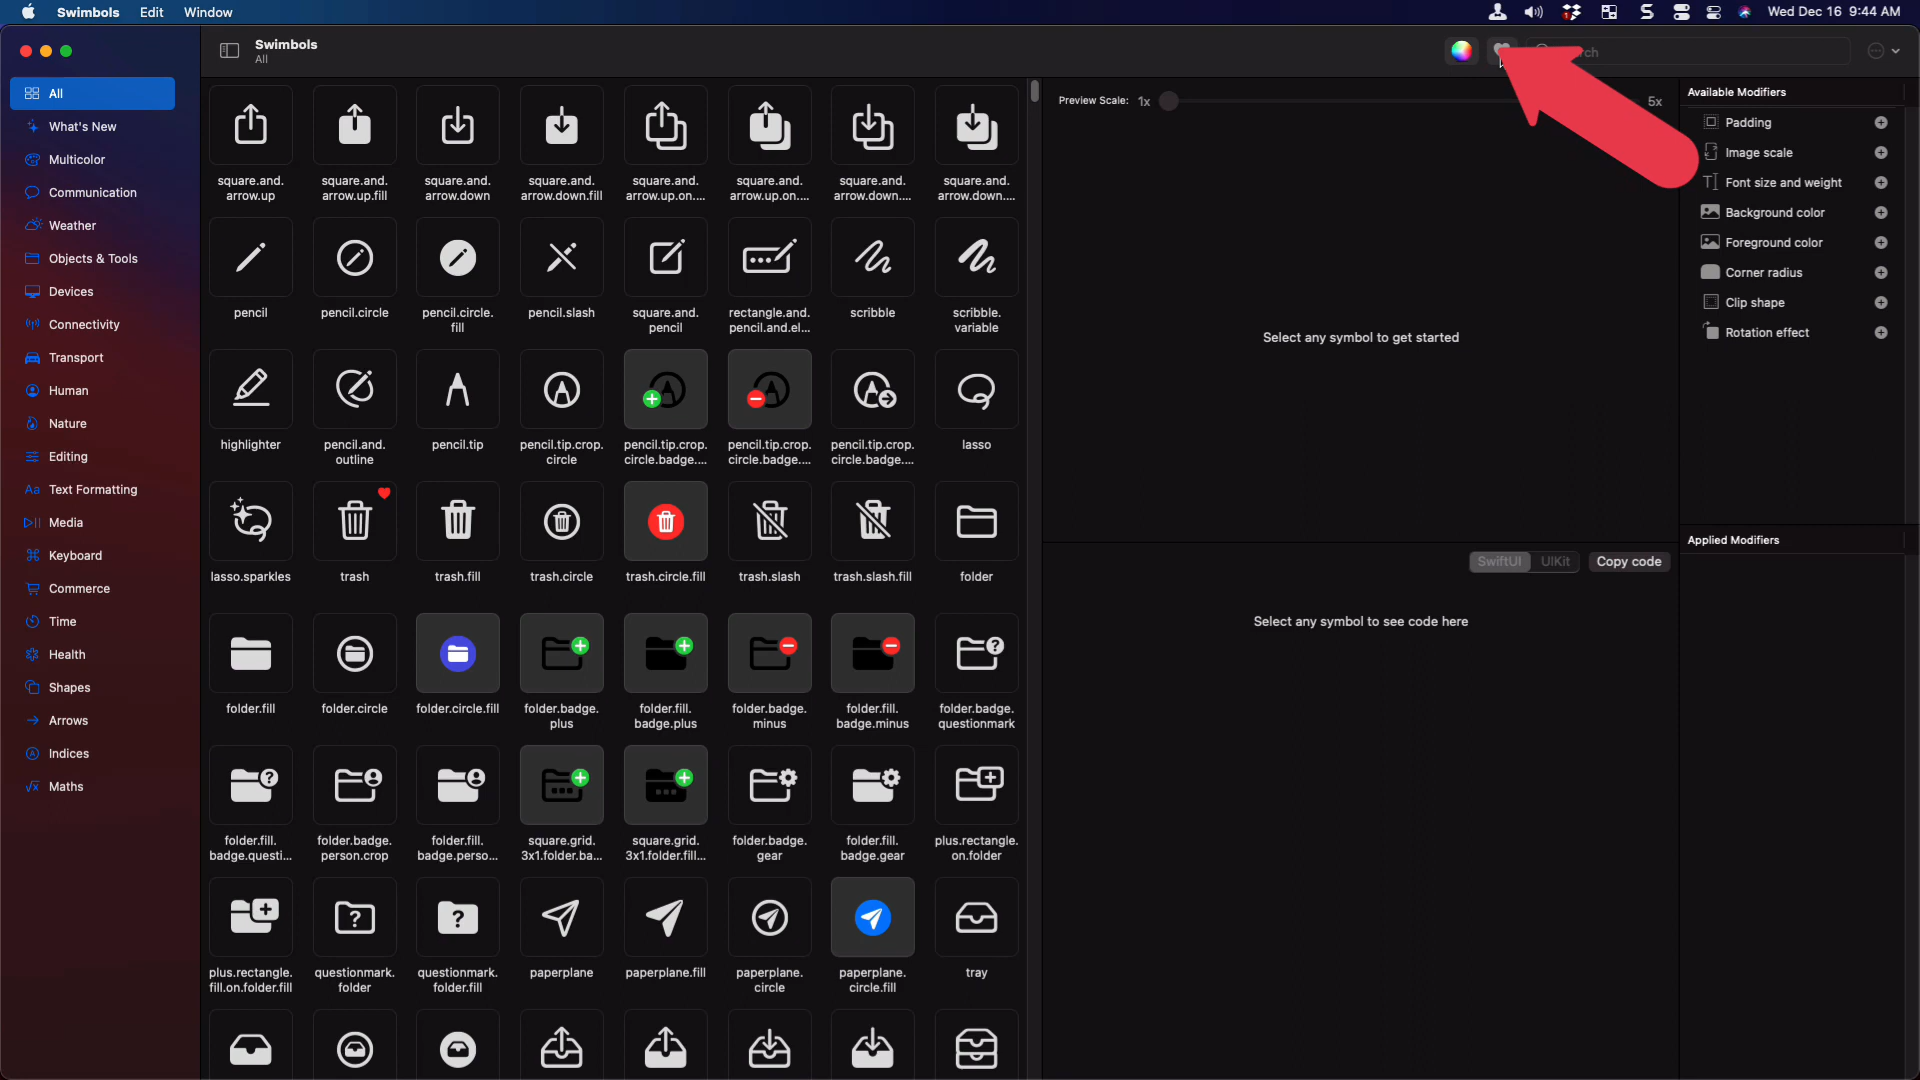 Swimbols Edit Window
Wed Dec 16 9:44 AM
Swimbols
All
All
What's New
Multicolor
Communication
Weather
Objects & Tools
Devices
Connectivity
Transport
Human
Nature
Editing
Text Formatting
Media
Keyboard
Commerce
Time
Health
Shapes
Arrows
Indices
Maths
square.and.
arrow.up
square.and.
arrow.up.fill
square.and.
arrow.down
square.and.
arrow.down.fill
square.and.
arrow.up.on....
square.and.
arrow.up.on....
square.and.
arrow.down....
square.and.
arrow.down....
pencil
pencil.circle
pencil.circle.
fill
pencil.slash
square.and.
pencil
rectangle.and.
pencil.and.el...
scribble
scribble.
variable
highlighter
pencil.and.
outline
pencil.tip
pencil.tip.crop.
circle
pencil.tip.crop.
circle.badge....
pencil.tip.crop.
circle.badge....
pencil.tip.crop.
circle.badge....
lasso
lasso.sparkles
trash
trash.fill
trash.circle
trash.circle.fill
trash.slash
trash.slash.fill
folder
folder.fill
folder.circle
folder.circle.fill
folder.badge.
plus
folder.fill.
badge.plus
folder.badge.
minus
folder.fill.
badge.minus
folder.badge.
questionmark
folder.fill.
badge.questi...
folder.badge.
person.crop
folder.fill.
badge.perso...
square.grid.
3x1.folder.ba...
square.grid.
3x1.folder.fill...
folder.badge.
gear
folder.fill.
badge.gear
plus.rectangle.
on.folder
plus.rectangle.
fill.on.folder.fill
questionmark.
folder
questionmark.
folder.fill
paperplane
paperplane.fill
paperplane.
circle
paperplane.
circle.fill
tray
Preview Scale: 1x
5x
Select any symbol to get started
SwiftUI UIKit Copy code
Select any symbol to see code here
Available Modifiers
Padding
Image scale
Font size and weight
Background color
Foreground color
Corner radius
Clip shape
Rotation effect
Applied Modifiers